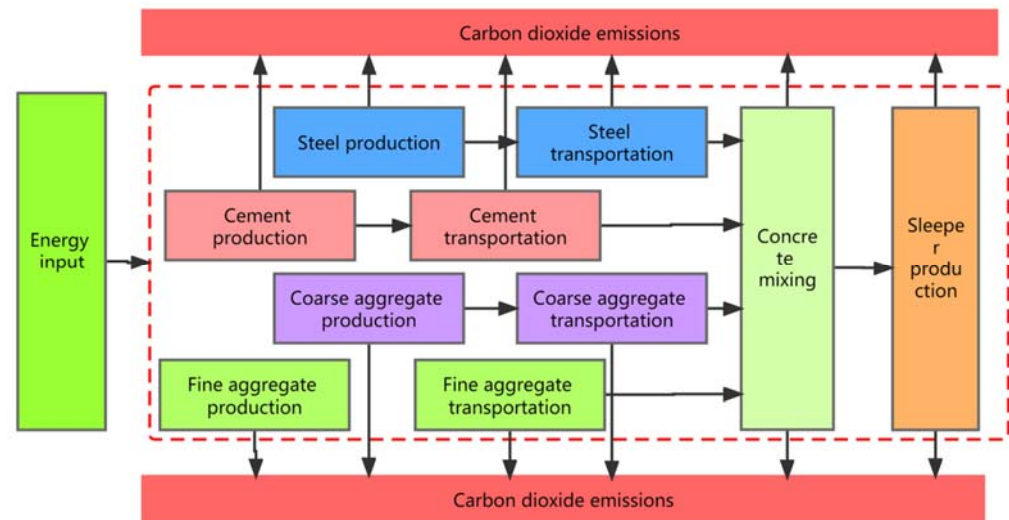 Carbon dioxide emissions
Steel production
Steel
transportation
Cement
production
Cement
transportation
Energy
input
Concre
te
mixing
Sleepe
r
produ
ction
Coarse aggregate
production
Coarse aggregate
transportation
Fine aggregate
production
Fine aggregate
transportation
Carbon dioxide emissions